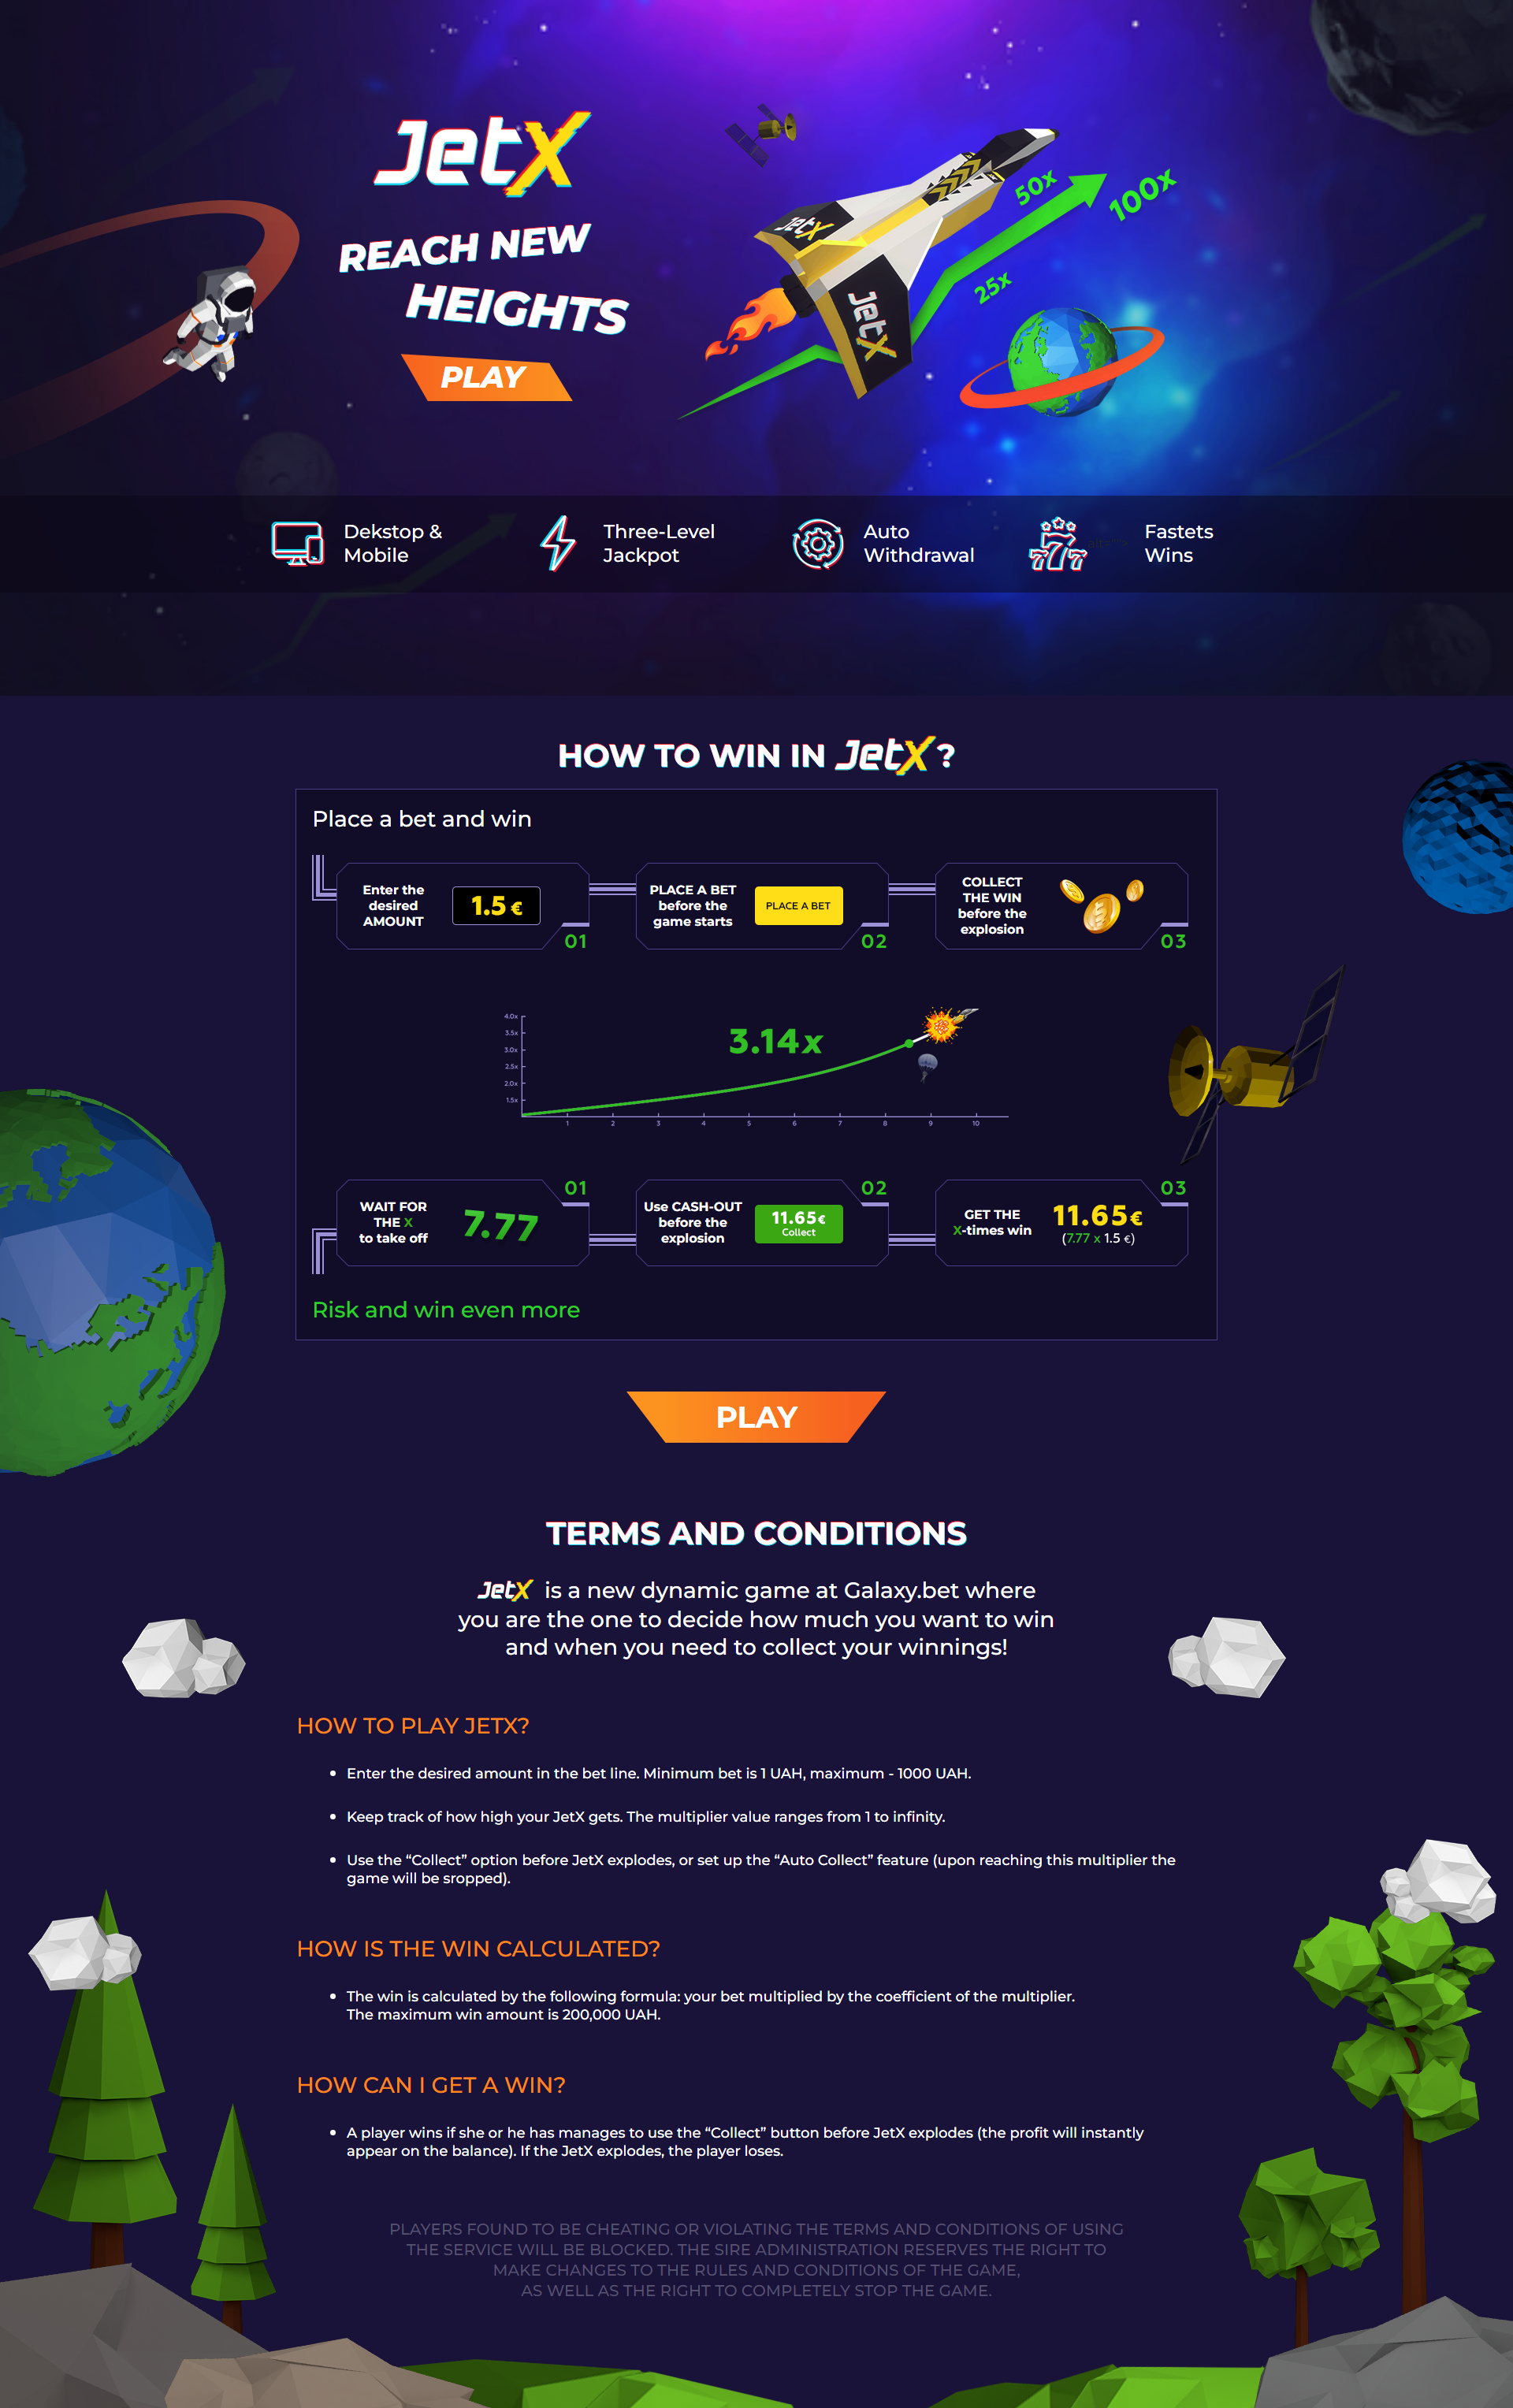 JetX
REACH NEW
HEIGHTS
PLAY
JetX
JetX
25x
50x
100x
Dekstop &
Mobile
Three-Level
Jackpot
Auto
Withdrawal
Fastets
Wins
HOW TO WIN IN JetX ?
Place a bet and win
Enter the
desired
AMOUNT
1.5 €
01
PLACE A BET
before the
game starts
PLACE A BET
02
COLLECT
THE WIN
before the
explosion
03
4.0x
3.5x
3.0x
2.5x
2.0x
1.5x
3.14x
1 2 3 4 5 6 7 8 9 10
WAIT FOR
THE X
to take off
7.77
01
Use CASH-OUT
before the
explosion
11.65€
Collect
02
GET THE
X-times win
11.65€
(7.77 x 1.5 €)
03
Risk and win even more
PLAY
TERMS AND CONDITIONS
JetX is a new dynamic game at Galaxy.bet where
you are the one to decide how much you want to win
and when you need to collect your winnings!
HOW TO PLAY JETX?
• Enter the desired amount in the bet line. Minimum bet is 1 UAH, maximum - 1000 UAH.
• Keep track of how high your JetX gets. The multiplier value ranges from 1 to infinity.
• Use the “Collect” option before JetX explodes, or set up the “Auto Collect” feature (upon reaching this multiplier the
game will be sropped).
HOW IS THE WIN CALCULATED?
• The win is calculated by the following formula: your bet multiplied by the coefficient of the multiplier.
The maximum win amount is 200,000 UAH.
HOW CAN I GET A WIN?
• A player wins if she or he has manages to use the “Collect” button before JetX explodes (the profit will instantly
appear on the balance). If the JetX explodes, the player loses.
PLAYERS FOUND TO BE CHEATING OR VIOLATING THE TERMS AND CONDITIONS OF USING
THE SERVICE WILL BE BLOCKED. THE SIRE ADMINISTRATION RESERVES THE RIGHT TO
MAKE CHANGES TO THE RULES AND CONDITIONS OF THE GAME,
AS WELL AS THE RIGHT TO COMPLETELY STOP THE GAME.